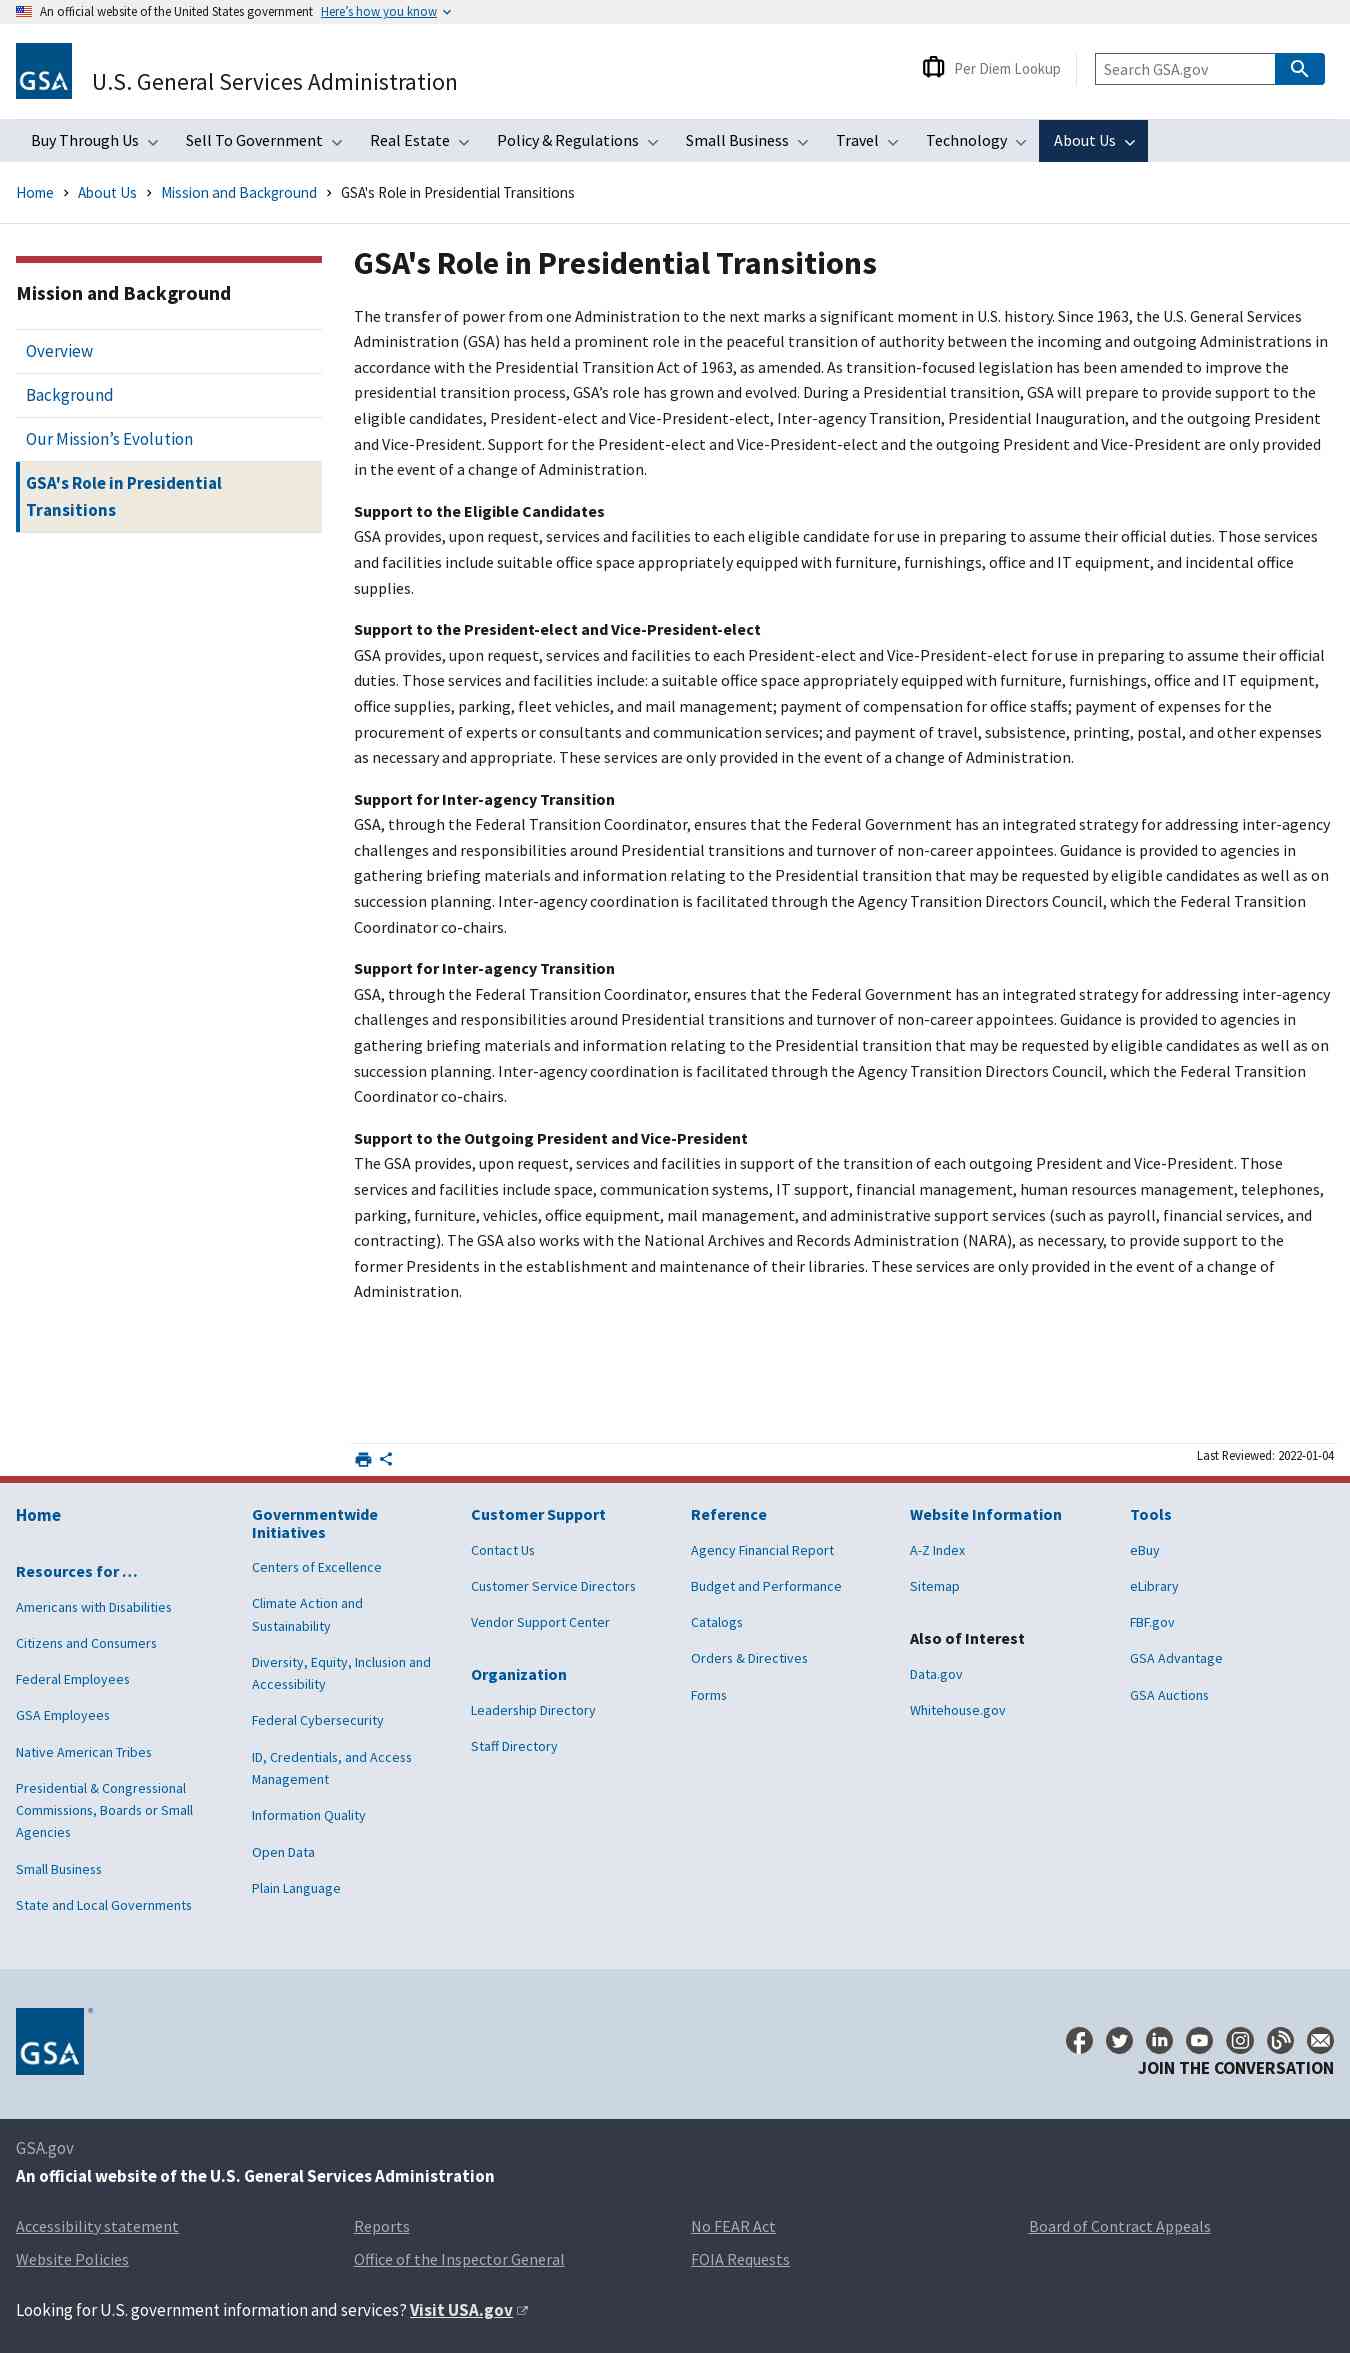 An official website of the United States government Here's how you know
GSA
U.S. General Services Administration
Per Diem Lookup
Search GSA.gov
Buy Through Us
Sell To Government
Real Estate
Policy & Regulations
Small Business
Travel
Technology
About Us
Home > About Us > Mission and Background > GSA's Role in Presidential Transitions
Mission and Background
Overview
Background
Our Mission’s Evolution
GSA's Role in Presidential
Transitions
GSA's Role in Presidential Transitions
The transfer of power from one Administration to the next marks a significant moment in U.S. history. Since 1963, the U.S. General Services
Administration (GSA) has held a prominent role in the peaceful transition of authority between the incoming and outgoing Administrations in
accordance with the Presidential Transition Act of 1963, as amended. As transition-focused legislation has been amended to improve the
presidential transition process, GSA’s role has grown and evolved. During a Presidential transition, GSA will prepare to provide support to the
eligible candidates, President-elect and Vice-President-elect, Inter-agency Transition, Presidential Inauguration, and the outgoing President
and Vice-President. Support for the President-elect and Vice-President-elect and the outgoing President and Vice-President are only provided
in the event of a change of Administration.
Support to the Eligible Candidates
GSA provides, upon request, services and facilities to each eligible candidate for use in preparing to assume their official duties. Those services
and facilities include suitable office space appropriately equipped with furniture, furnishings, office and IT equipment, and incidental office
supplies.
Support to the President-elect and Vice-President-elect
GSA provides, upon request, services and facilities to each President-elect and Vice-President-elect for use in preparing to assume their official
duties. Those services and facilities include: a suitable office space appropriately equipped with furniture, furnishings, office and IT equipment,
office supplies, parking, fleet vehicles, and mail management; payment of compensation for office staffs; payment of expenses for the
procurement of experts or consultants and communication services; and payment of travel, subsistence, printing, postal, and other expenses
as necessary and appropriate. These services are only provided in the event of a change of Administration.
Support for Inter-agency Transition
GSA, through the Federal Transition Coordinator, ensures that the Federal Government has an integrated strategy for addressing inter-agency
challenges and responsibilities around Presidential transitions and turnover of non-career appointees. Guidance is provided to agencies in
gathering briefing materials and information relating to the Presidential transition that may be requested by eligible candidates as well as on
succession planning. Inter-agency coordination is facilitated through the Agency Transition Directors Council, which the Federal Transition
Coordinator co-chairs.
Support for Inter-agency Transition
GSA, through the Federal Transition Coordinator, ensures that the Federal Government has an integrated strategy for addressing inter-agency
challenges and responsibilities around Presidential transitions and turnover of non-career appointees. Guidance is provided to agencies in
gathering briefing materials and information relating to the Presidential transition that may be requested by eligible candidates as well as on
succession planning. Inter-agency coordination is facilitated through the Agency Transition Directors Council, which the Federal Transition
Coordinator co-chairs.
Support to the Outgoing President and Vice-President
The GSA provides, upon request, services and facilities in support of the transition of each outgoing President and Vice-President. Those
services and facilities include space, communication systems, IT support, financial management, human resources management, telephones,
parking, furniture, vehicles, office equipment, mail management, and administrative support services (such as payroll, financial services, and
contracting). The GSA also works with the National Archives and Records Administration (NARA), as necessary, to provide support to the
former Presidents in the establishment and maintenance of their libraries. These services are only provided in the event of a change of
Administration.
Last Reviewed: 2022-01-04
Home
Resources for …
Americans with Disabilities
Citizens and Consumers
Federal Employees
GSA Employees
Native American Tribes
Presidential & Congressional
Commissions, Boards or Small
Agencies
Small Business
State and Local Governments
Governmentwide
Initiatives
Centers of Excellence
Climate Action and
Sustainability
Diversity, Equity, Inclusion and
Accessibility
Federal Cybersecurity
ID, Credentials, and Access
Management
Information Quality
Open Data
Plain Language
Customer Support
Contact Us
Customer Service Directors
Vendor Support Center
Organization
Leadership Directory
Staff Directory
Reference
Agency Financial Report
Budget and Performance
Catalogs
Orders & Directives
Forms
Website Information
A-Z Index
Sitemap
Also of Interest
Data.gov
Whitehouse.gov
Tools
eBuy
eLibrary
FBF.gov
GSA Advantage
GSA Auctions
GSA
JOIN THE CONVERSATION
GSA.gov
An official website of the U.S. General Services Administration
Accessibility statement
Reports
No FEAR Act
Board of Contract Appeals
Website Policies
Office of the Inspector General
FOIA Requests
Looking for U.S. government information and services? Visit USA.gov